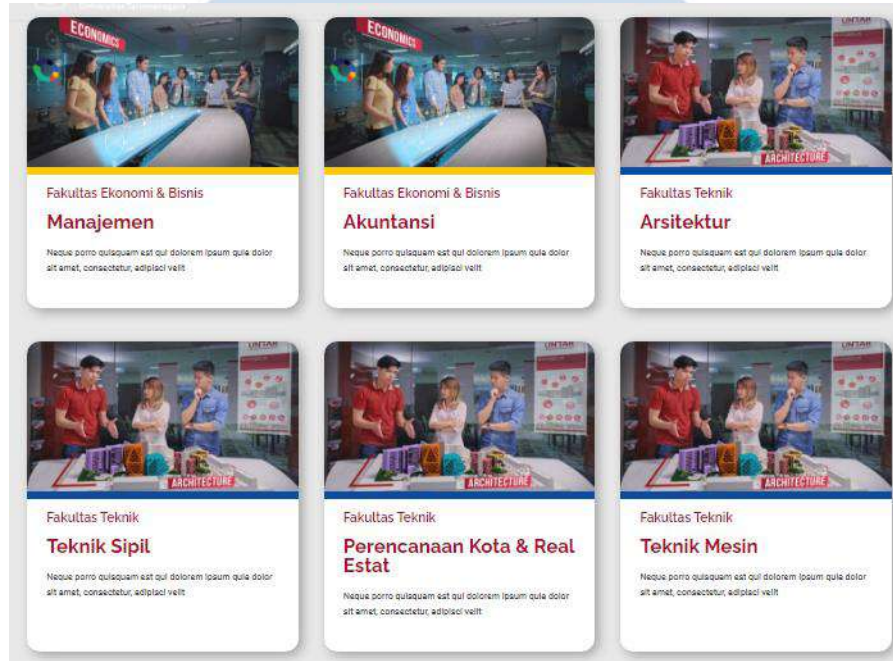 Universitas Tarumanagara
ECONOMICS
ECONOMICS
UNTAR
ARCHITECTURE
Fakultas Ekonomi & Bisnis
Manajemen
Neque porro quisquam est qui dolorem ipsum quia dolor
sit amet, consectetur, adipisci velit
Fakultas Ekonomi & Bisnis
Akuntansi
Neque porro quisquam est qui dolorem ipsum quia dolor
sit amet, consectetur, adipisci velit
Fakultas Teknik
Arsitektur
Neque porro quisquam est qui dolorem ipsum quia dolor
sit amet, consectetur, adipisci velit
UNTAR
ARCHITECTURE
UNTAR
ARCHITECTURE
UNTAR
ARCHITECTURE
Fakultas Teknik
Teknik Sipil
Neque porro quisquam est qui dolorem ipsum quia dolor
sit amet, consectetur, adipisci velit
Fakultas Teknik
Perencanaan Kota & Real
Estat
Neque porro quisquam est qui dolorem ipsum quia dolor
sit amet, consectetur, adipisci velit
Fakultas Teknik
Teknik Mesin
Neque porro quisquam est qui dolorem ipsum quia dolor
sit amet, consectetur, adipisci velit